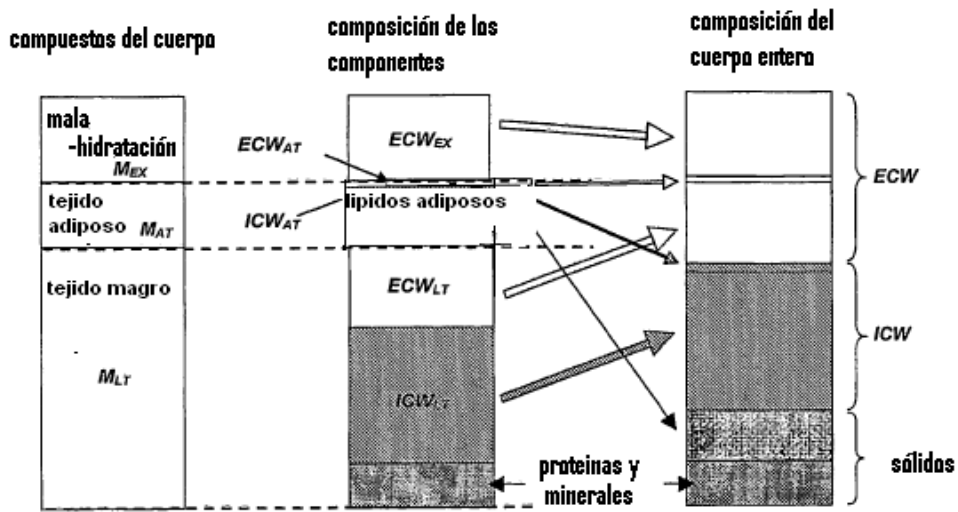 compuestos del cuerpo
composición de los
componentes
composición del
cuerpo entero
mala
-hidratación
M_EX
tejido
adiposo M_AT
tejido magro
M_LT
ECW_AT
ICW_AT
ECW_EX
lipidos adiposos
ECW_LT
ICW_LT
proteinas y
minerales
ECW
ICW
sólidos